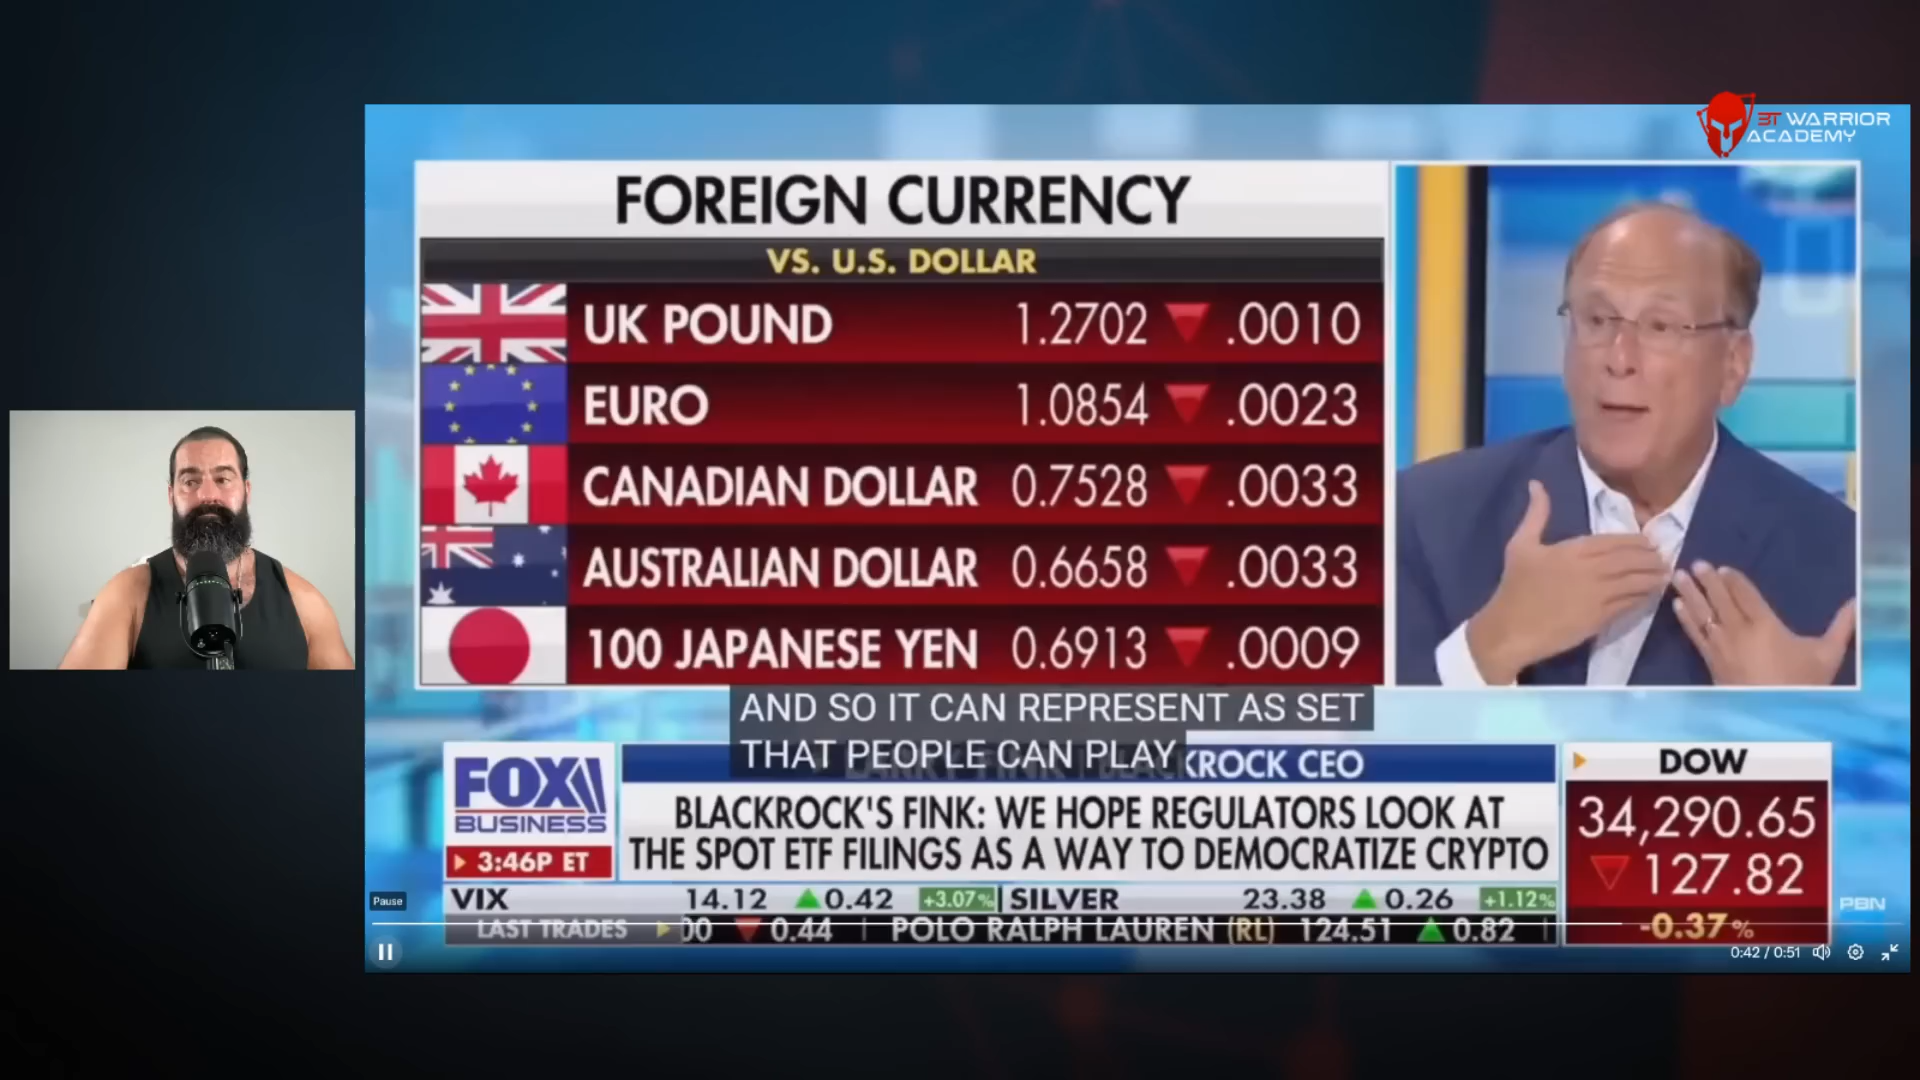 BT WARRIOR
ACADEMY
FOREIGN CURRENCY
VS. U.S. DOLLAR
UK POUND 1.2702 ▼ .0010
EURO 1.0854 ▼ .0023
CANADIAN DOLLAR 0.7528 ▼ .0033
AUSTRALIAN DOLLAR 0.6658 ▼ .0033
100 JAPANESE YEN 0.6913 ▼ .0009
AND SO IT CAN REPRESENT AS SET
THAT PEOPLE CAN PLAY
KROCK CEO
FOX
BUSINESS
3:46P ET
BLACKROCK'S FINK: WE HOPE REGULATORS LOOK AT
THE SPOT ETF FILINGS AS A WAY TO DEMOCRATIZE CRYPTO
DOW
34,290.65
▼ 127.82
-0.37%
VIX 14.12 ▲ 0.42 +3.07% SILVER 23.38 ▲ 0.26 +1.12%
LAST TRADES 00 ▼ 0.44 POLO RALPH LAUREN (RL) 124.51 ▲ 0.82
Pause
PBN
0:42 / 0:51